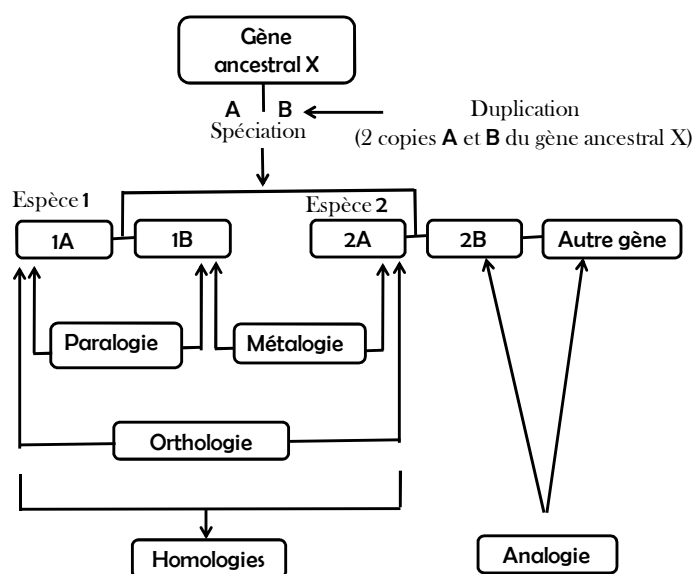 Gène
ancestral X
A B
Duplication
Spéciation
(2 copies A et B du gène ancestral X)
Espèce 1
Espèce 2
1A
1B
2A
2B
Autre gène
Paralogie
Métalogie
Orthologie
Homologies
Analogie